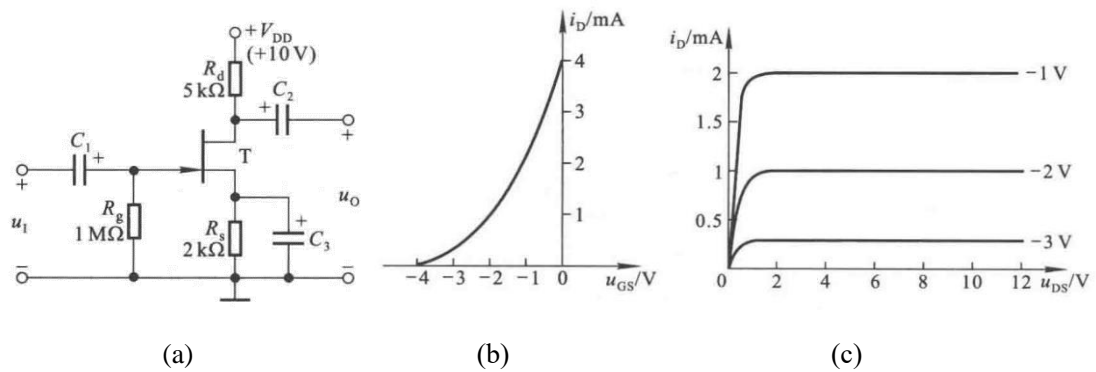 +V_DD
(+10 V)
R_d
5 kΩ
C_2
+
+
C_1
+
T
+
u_I
R_g
1 MΩ
R_s
2 kΩ
+
C_3
u_O
−
−
(a)
i_D/mA
4
3
2
1
−4 −3 −2 −1 0 u_GS/V
(b)
i_D/mA
2
1.5
1
0.5
−1 V
−2 V
−3 V
0 2 4 6 8 10 12 u_DS/V
(c)